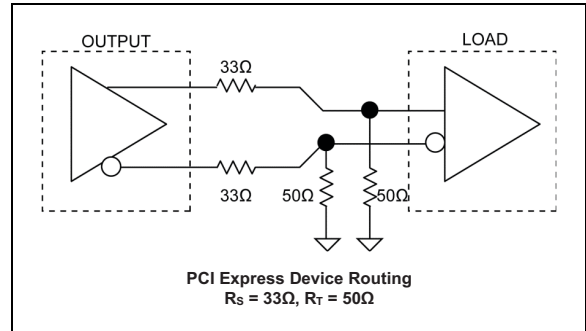 OUTPUT
LOAD
33Ω
33Ω
50Ω
50Ω
PCI Express Device Routing
Rs = 33Ω, RT = 50Ω